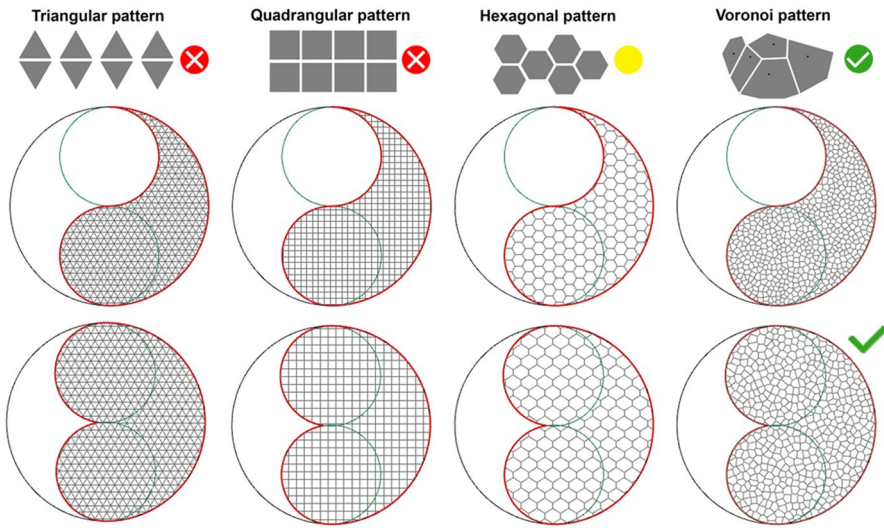 Triangular pattern
Quadrangular pattern
Hexagonal pattern
Voronoi pattern